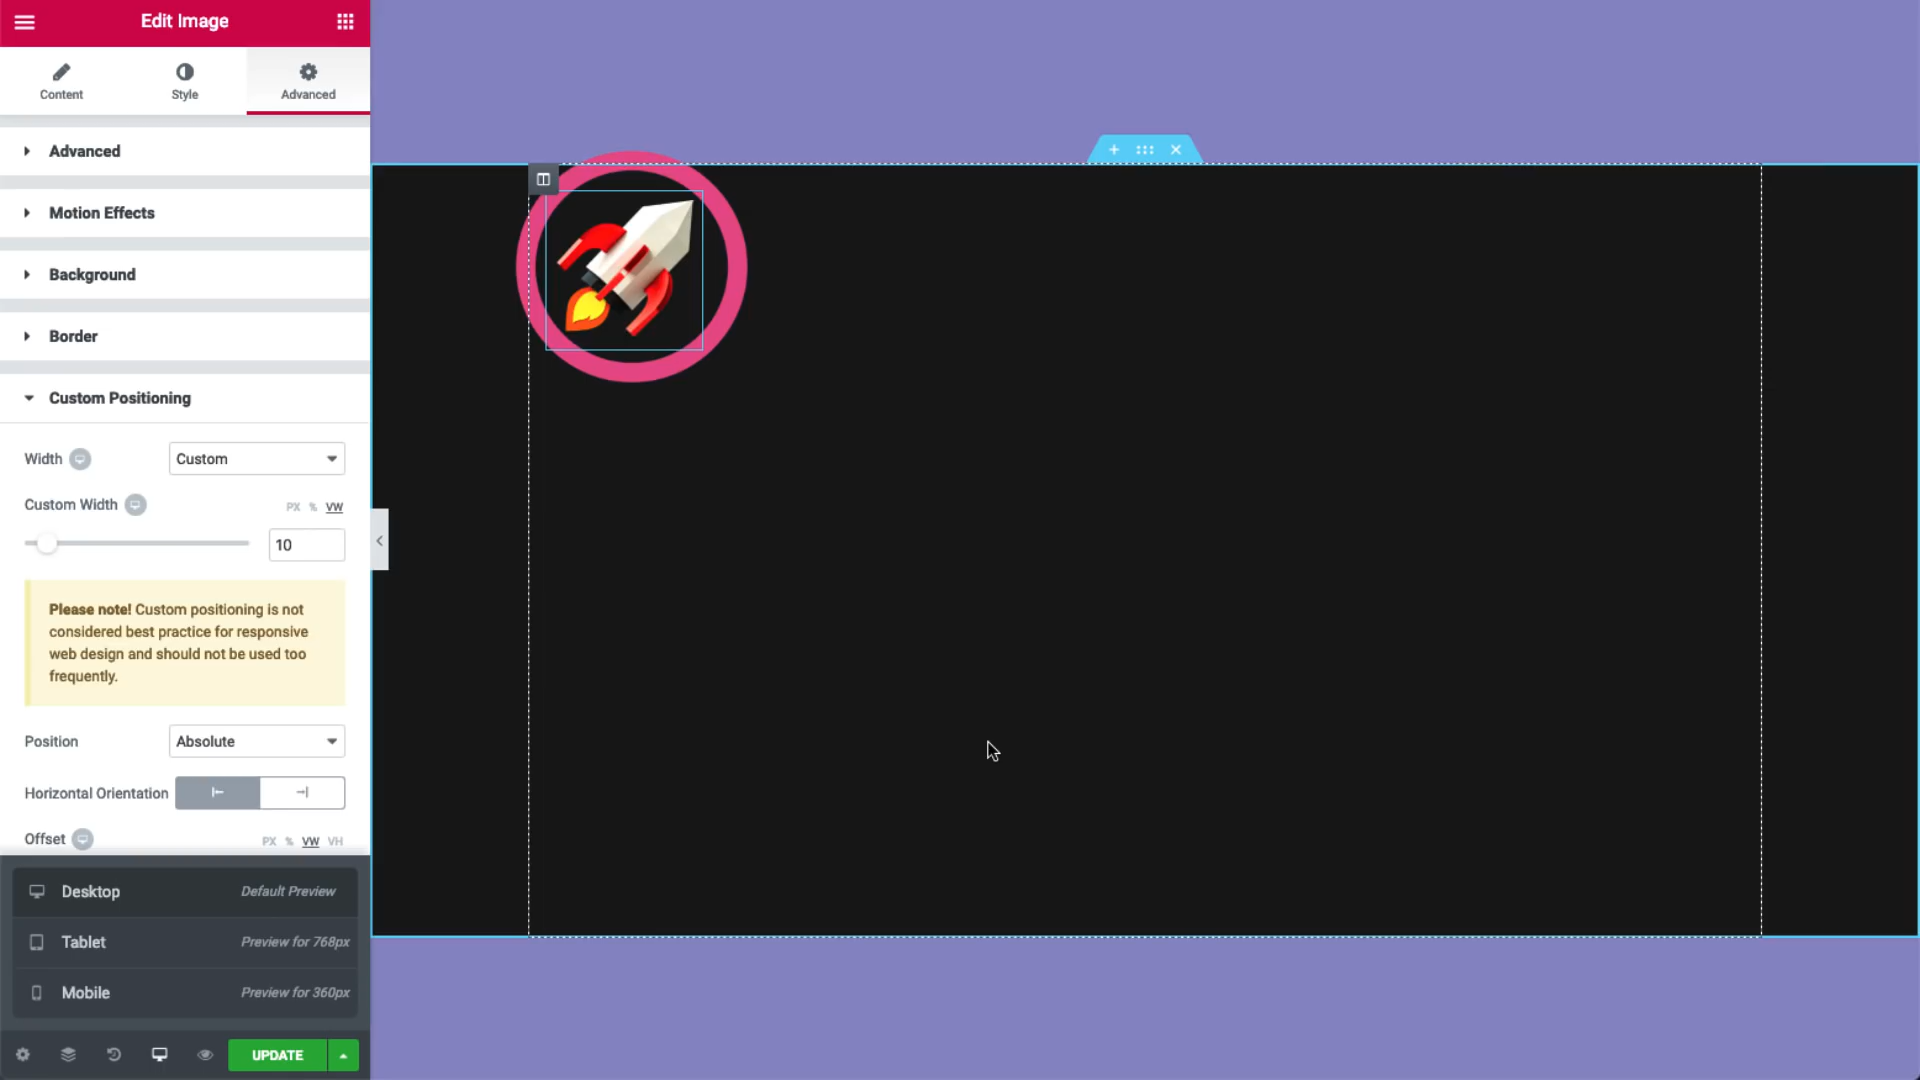 Edit Image
Content
Style
Advanced
Advanced
Motion Effects
Background
Border
Custom Positioning
Width
Custom
Custom Width
PX % VW
10
Please note! Custom positioning is not
considered best practice for responsive
web design and should not be used too
frequently.
Position
Absolute
Horizontal Orientation
Offset
PX % VW VH
Desktop
Default Preview
Tablet
Preview for 768px
Mobile
Preview for 360px
UPDATE